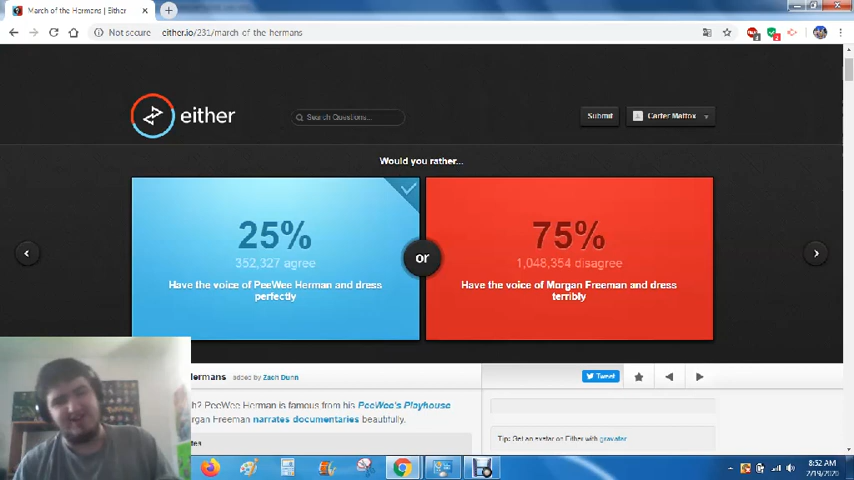 March of the Hermans | Either
Not secure either.io/231/march-of-the-hermans
either
Search Questions...
Submit
Carter Mattox
Would you rather...
25%
352,327 agree
Have the voice of PeeWee Herman and dress
perfectly
or
75%
1,048,354 disagree
Have the voice of Morgan Freeman and dress
terribly
Hermans added by Zach Dunn
Tweet
h? PeeWee Herman is famous from his PeeWee's Playhouse
rgan Freeman narrates documentaries beautifully.
Tip: Get an avatar on Either with gravatar
8:52 AM
2/19/2020